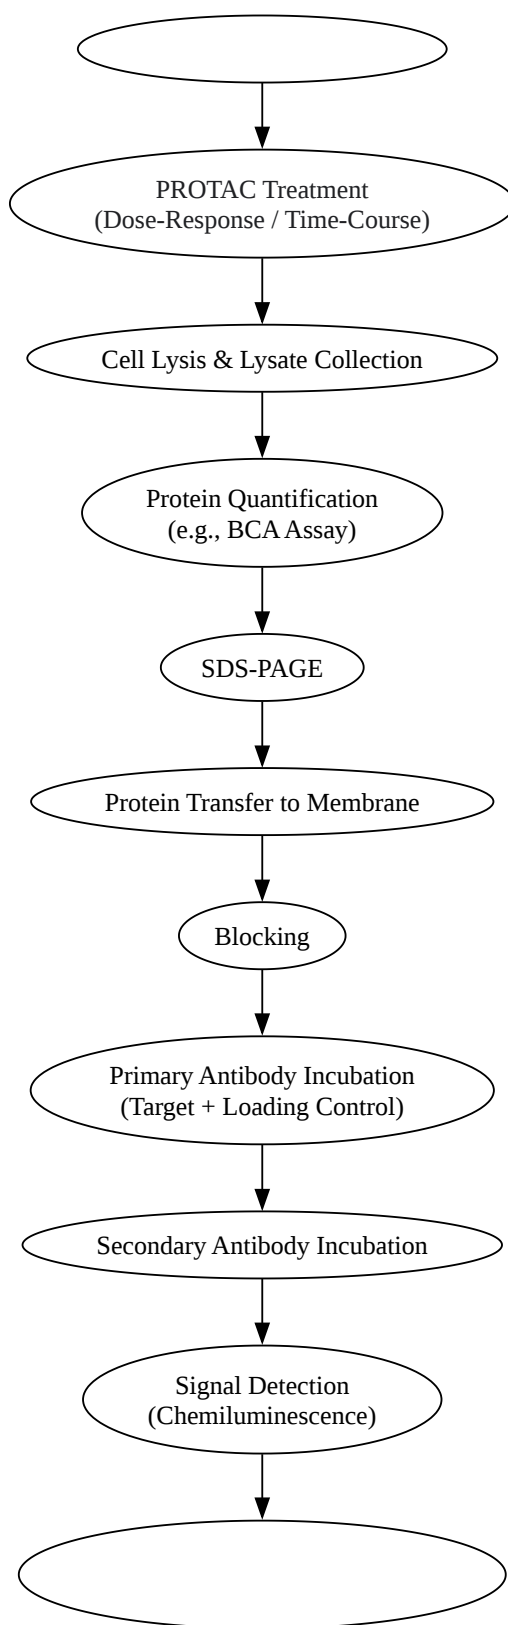 PROTAC Treatment
(Dose-Response / Time-Course)
Cell Lysis & Lysate Collection
Protein Quantification
(e.g., BCA Assay)
SDS-PAGE
Protein Transfer to Membrane
Blocking
Primary Antibody Incubation
(Target + Loading Control)
Secondary Antibody Incubation
Signal Detection
(Chemiluminescence)